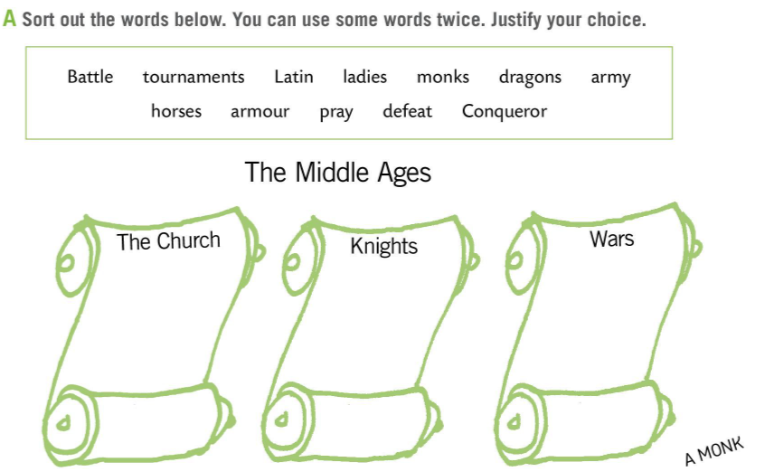 A Sort out the words below. You can use some words twice. Justify your choice.
Battle tournaments Latin ladies monks dragons army
horses armour pray defeat Conqueror
The Middle Ages
The Church
Knights
Wars
A MONK